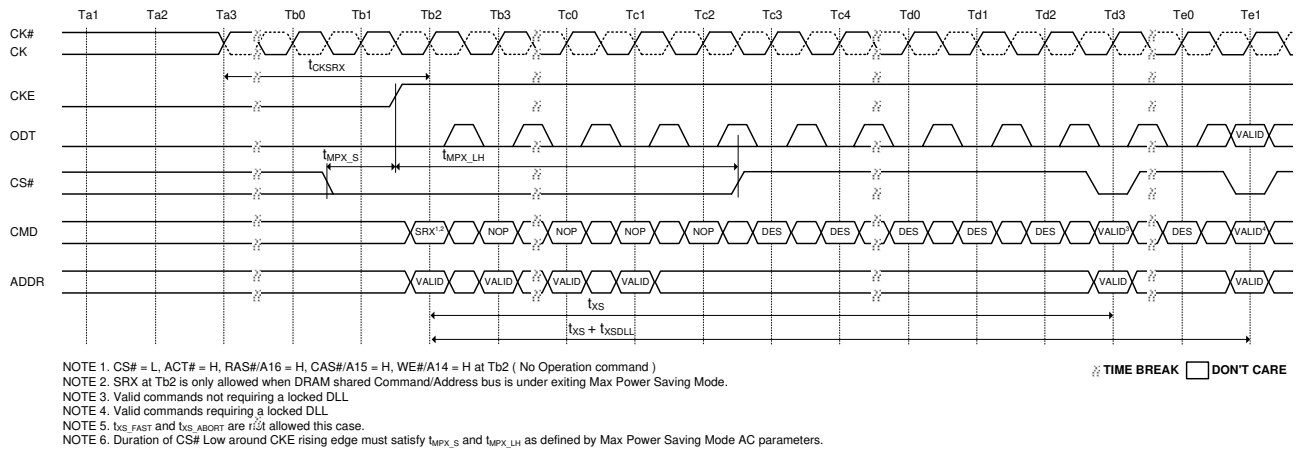 Ta1 Ta2 Ta3 Tb0 Tb1 Tb2 Tb3 Tc0 Tc1 Tc2 Tc3 Tc4 Td0 Td1 Td2 Td3 Te0 Te1
CK#
CK
tCKSRX
CKE
ODT VALID
tMPX_S tMPX_LH
CS#
CMD SRX1,2 NOP NOP NOP NOP DES DES DES DES DES VALID3 DES VALID4
ADDR VALID VALID VALID VALID VALID VALID
tXS
tXS + tXSDLL
NOTE 1. CS# = L, ACT# = H, RAS#/A16 = H, CAS#/A15 = H, WE#/A14 = H at Tb2 ( No Operation command )
NOTE 2. SRX at Tb2 is only allowed when DRAM shared Command/Address bus is under exiting Max Power Saving Mode.
NOTE 3. Valid commands not requiring a locked DLL
NOTE 4. Valid commands requiring a locked DLL
NOTE 5. tXS_FAST and tXS_ABORT are not allowed this case.
NOTE 6. Duration of CS# Low around CKE rising edge must satisfy tMPX_S and tMPX_LH as defined by Max Power Saving Mode AC parameters.
TIME BREAK DON'T CARE